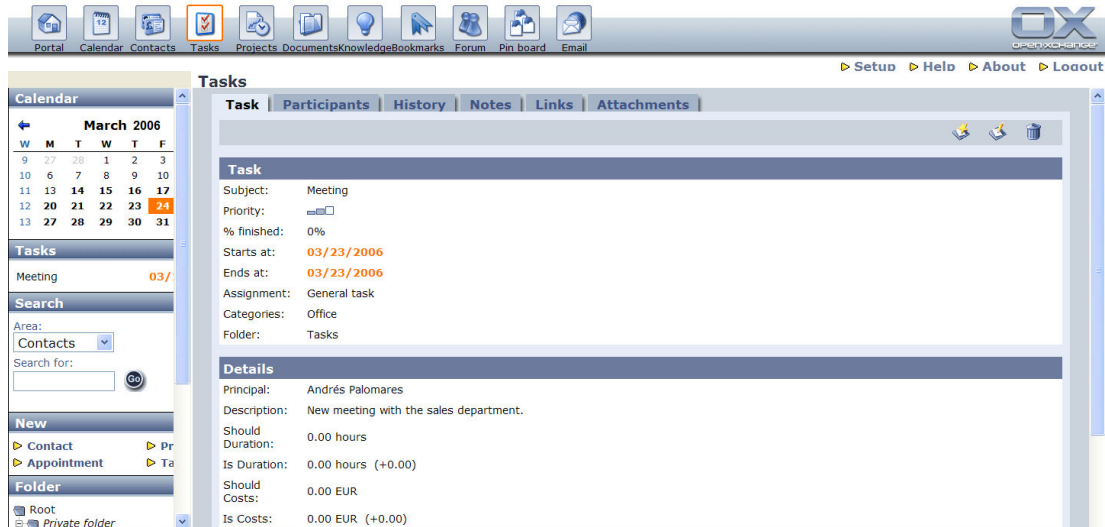 12
Portal Calendar Contacts Tasks Projects Documents Knowledge Bookmarks Forum Pin board Email
OX
OPEN-XCHANGE
Setup Help About Logout
Tasks
Calendar
March 2006
W M T W T F
9 27 28 1 2 3
10 6 7 8 9 10
11 13 14 15 16 17
12 20 21 22 23 24
13 27 28 29 30 31
Tasks
Meeting 03/
Search
Area:
Contacts
Search for:
Go
New
Contact Pr
Appointment Ta
Folder
Root
Private folder
Task Participants History Notes Links Attachments
Task
Subject: Meeting
Priority:
% finished: 0%
Starts at: 03/23/2006
Ends at: 03/23/2006
Assignment: General task
Categories: Office
Folder: Tasks
Details
Principal: Andrés Palomares
Description: New meeting with the sales department.
Should
Duration: 0.00 hours
Is Duration: 0.00 hours (+0.00)
Should
Costs: 0.00 EUR
Is Costs: 0.00 EUR (+0.00)